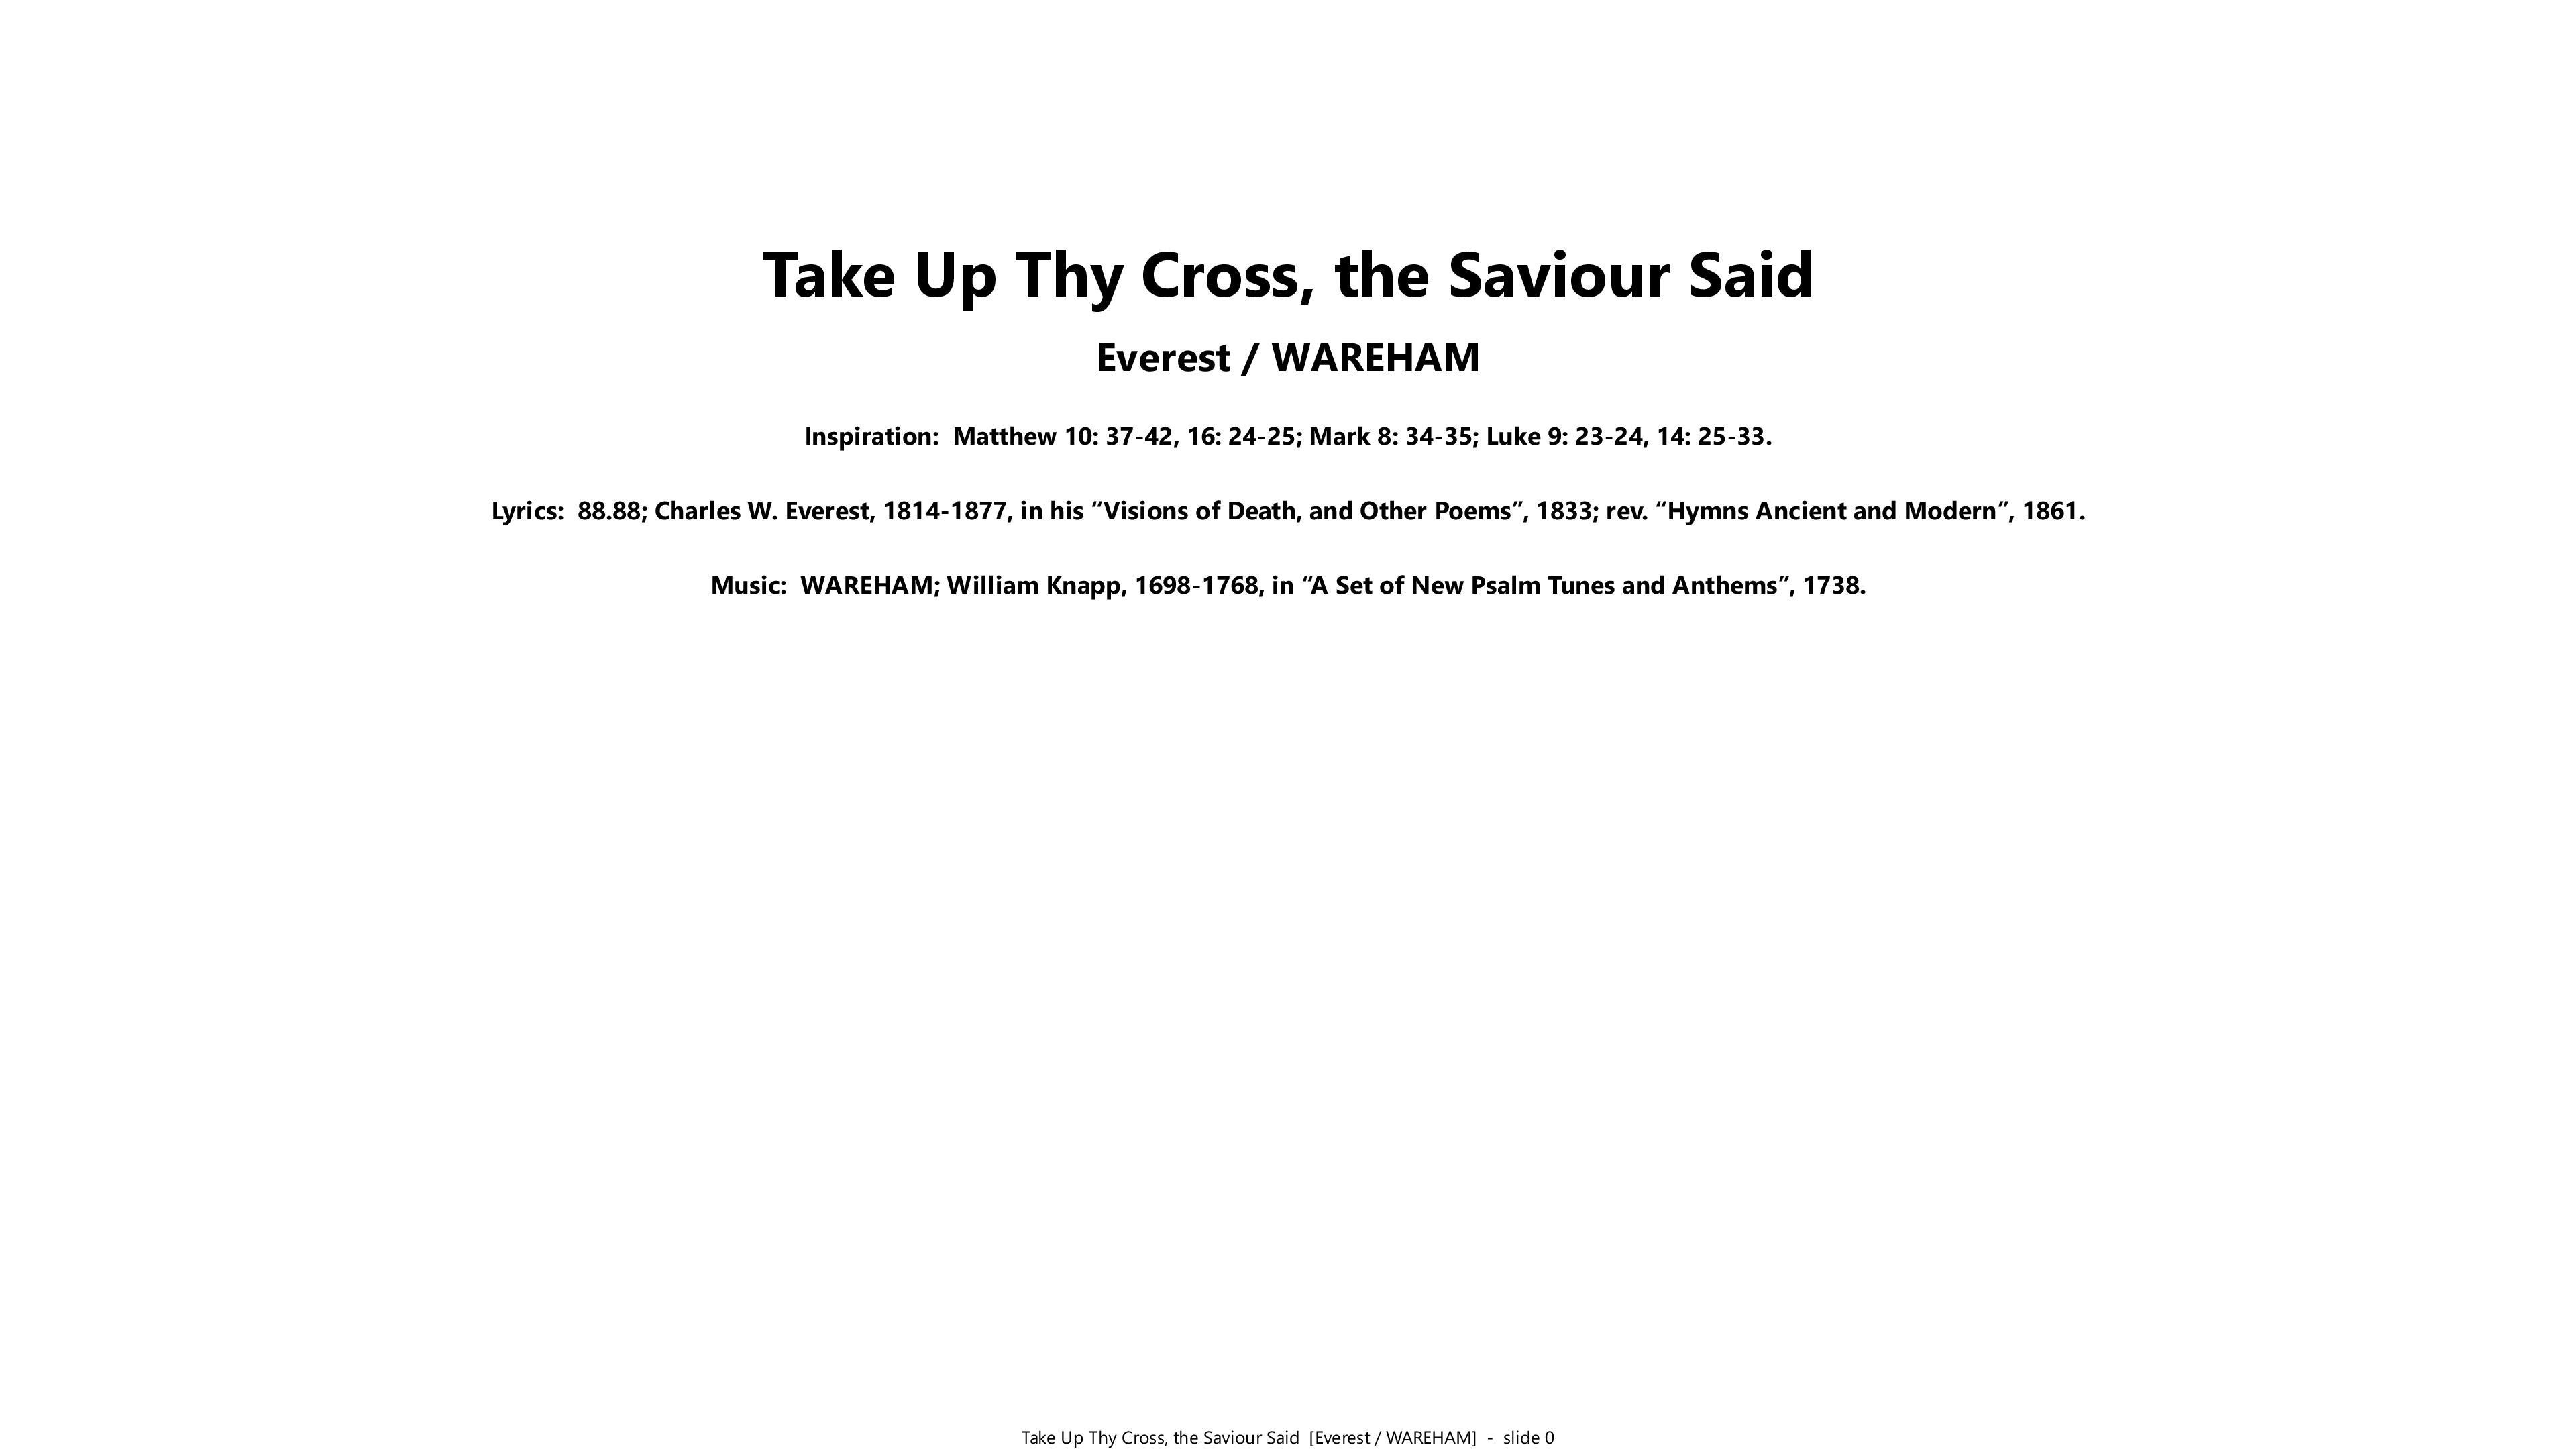 Take Up Thy Cross, the Saviour Said
Everest / WAREHAM
Inspiration:  Matthew 10: 37-42, 16: 24-25; Mark 8: 34-35; Luke 9: 23-24, 14: 25-33.
Lyrics:  88.88; Charles W. Everest, 1814-1877, in his “Visions of Death, and Other Poems”, 1833; rev. “Hymns Ancient and Modern”, 1861.
Music:  WAREHAM; William Knapp, 1698-1768, in “A Set of New Psalm Tunes and Anthems”, 1738.
Take Up Thy Cross, the Saviour Said  [Everest / WAREHAM]  -  slide 0